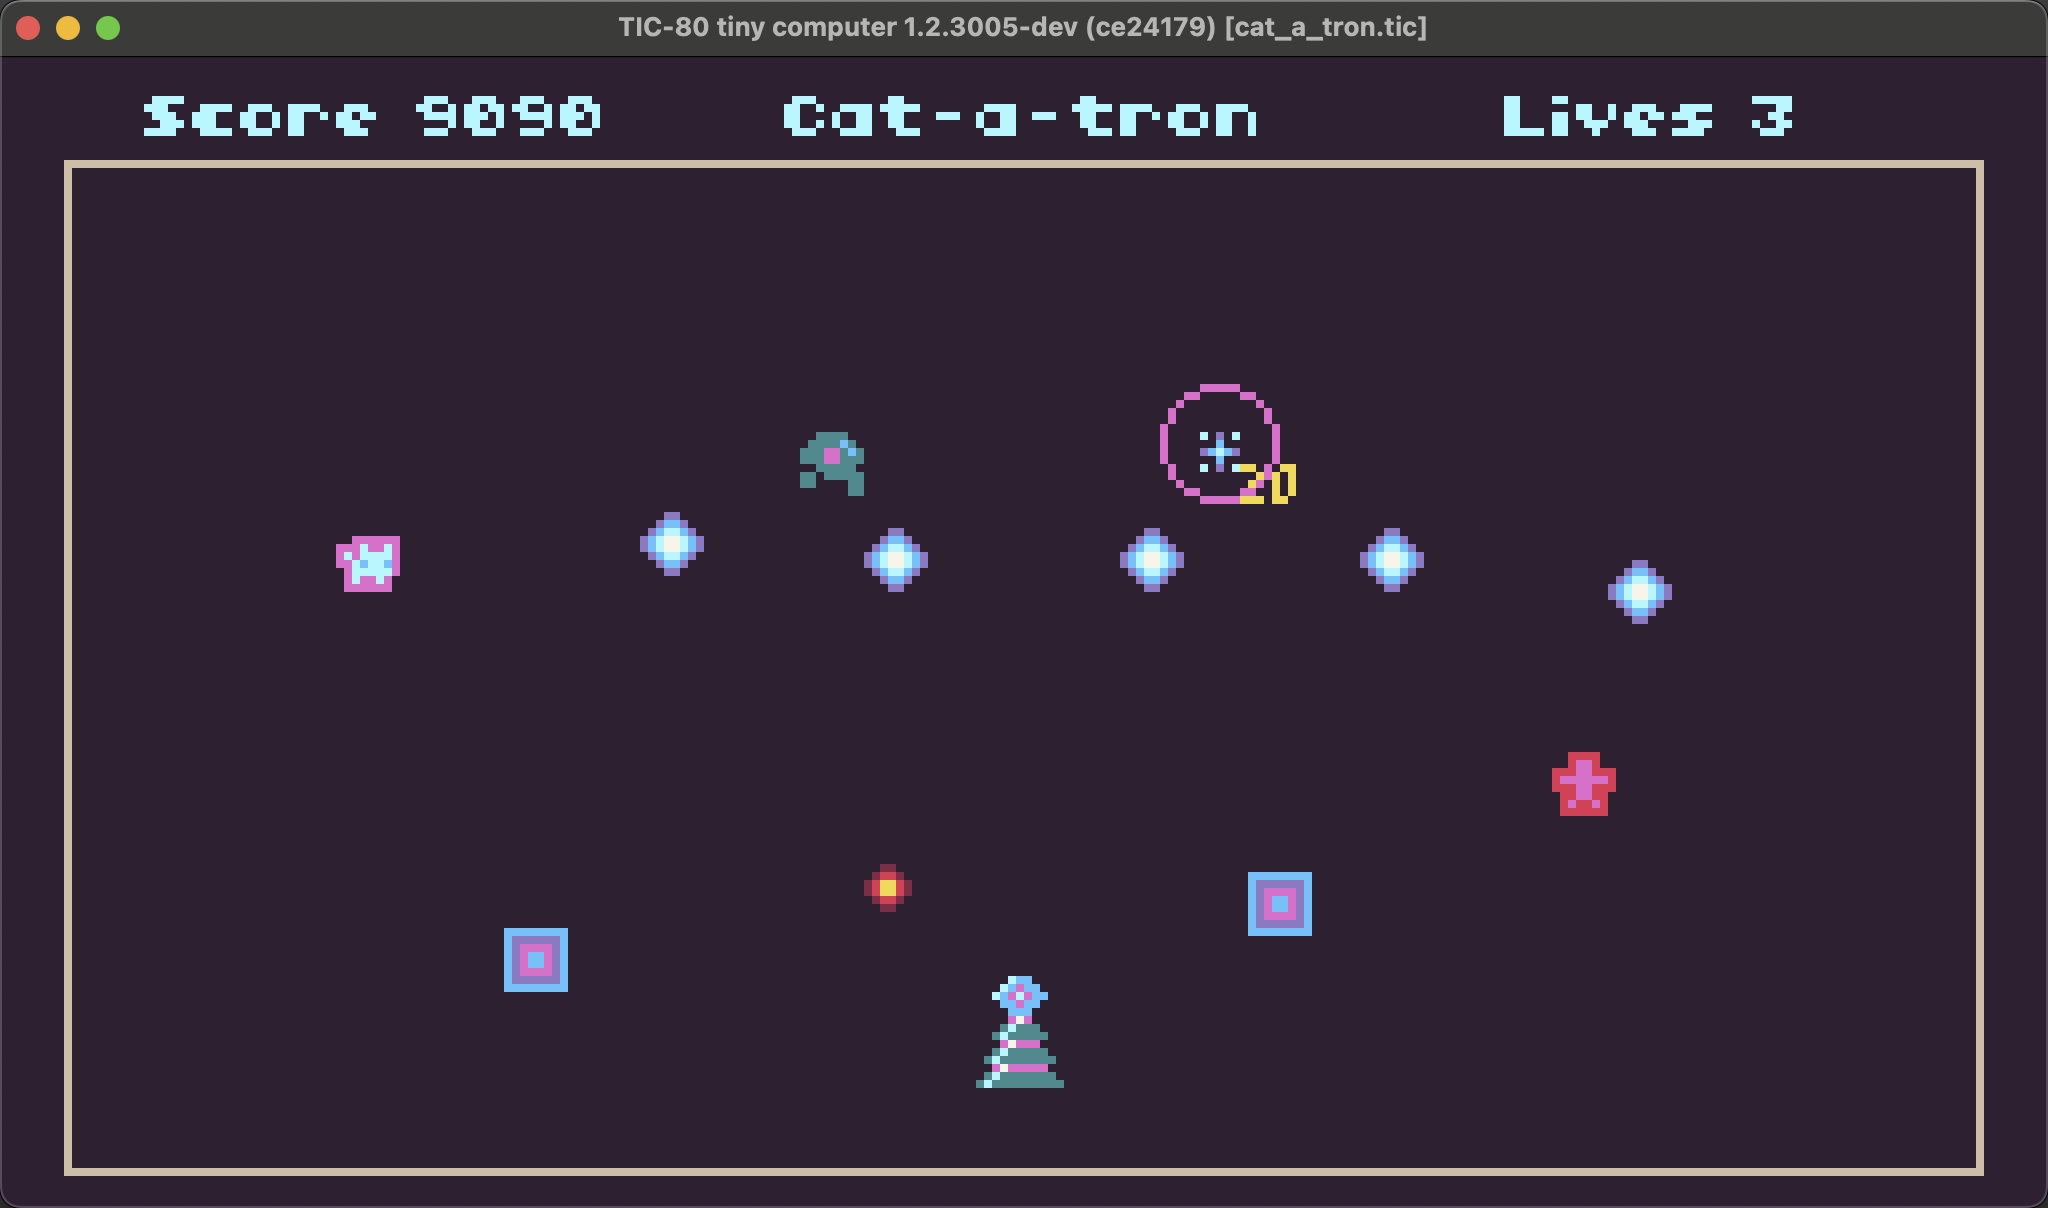 TIC-80 tiny computer 1.2.3005-dev (ce24179) [cat_a_tron.tic]
Score 9090 Cat-a-tron Lives 3
20